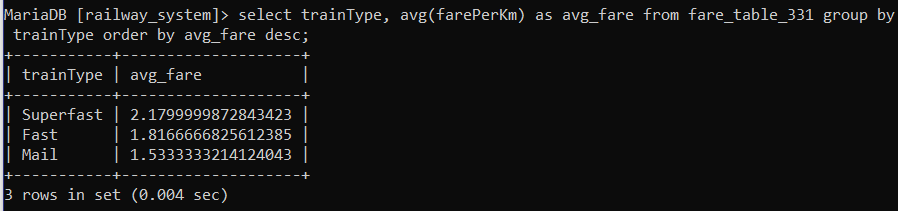 MariaDB [railway_system]> select trainType, avg(farePerKm) as avg_fare from fare_table_331 group by
 trainType order by avg_fare desc;
+-----------+--------------------+
| trainType | avg_fare           |
+-----------+--------------------+
| Superfast | 2.1799999872843423 |
| Fast      | 1.8166666825612385 |
| Mail      | 1.5333333214124043 |
+-----------+--------------------+
3 rows in set (0.004 sec)